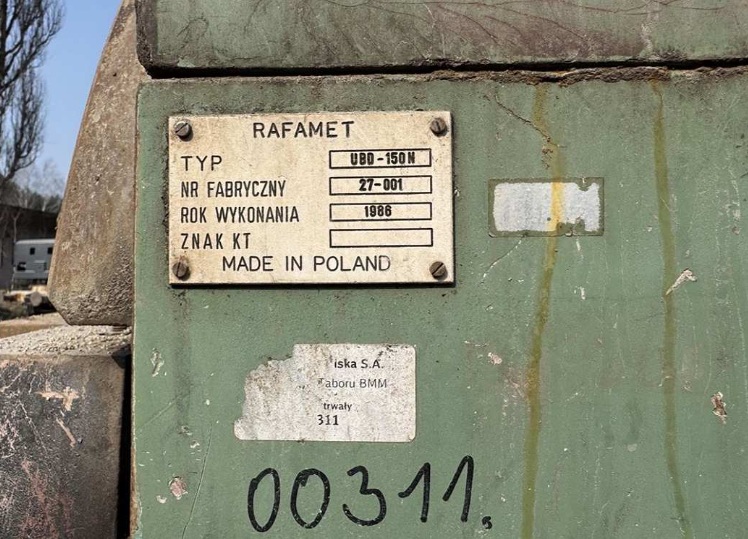 RAFAMET
TYP UBD-150N
NR FABRYCZNY 27-001
ROK WYKONANIA 1986
ZNAK KT
MADE IN POLAND
iska S.A.
aboru BMM
trwały
311
00311.